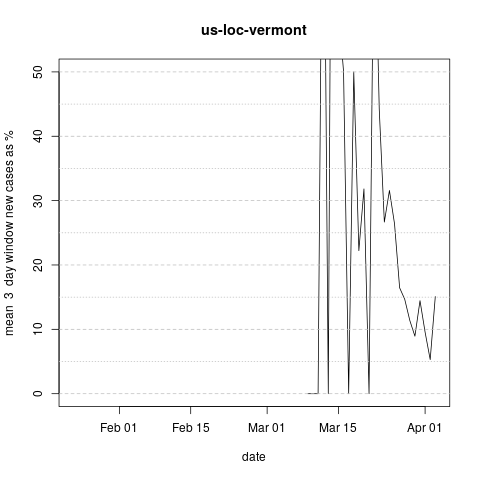 us-loc-vermont
50
40
30
20
10
0
mean  3  day window new cases as %
Feb 01 Feb 15 Mar 01 Mar 15 Apr 01
date